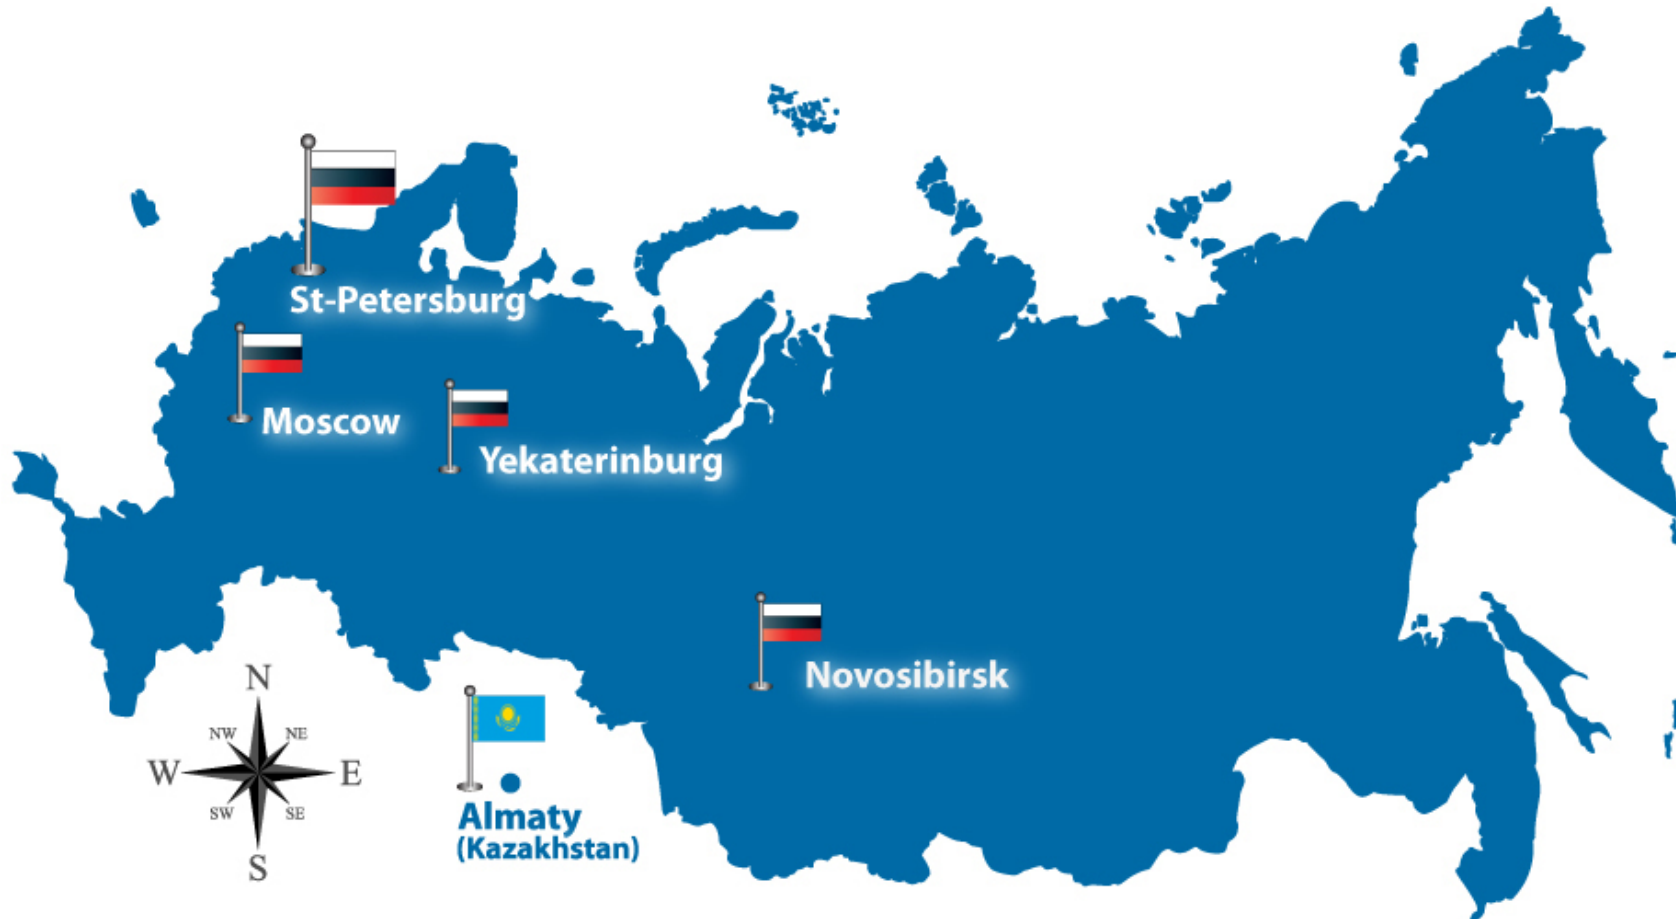 St-Petersburg
Moscow
Yekaterinburg
Novosibirsk
N
NW NE
W E
SW SE
S
Almaty
(Kazakhstan)